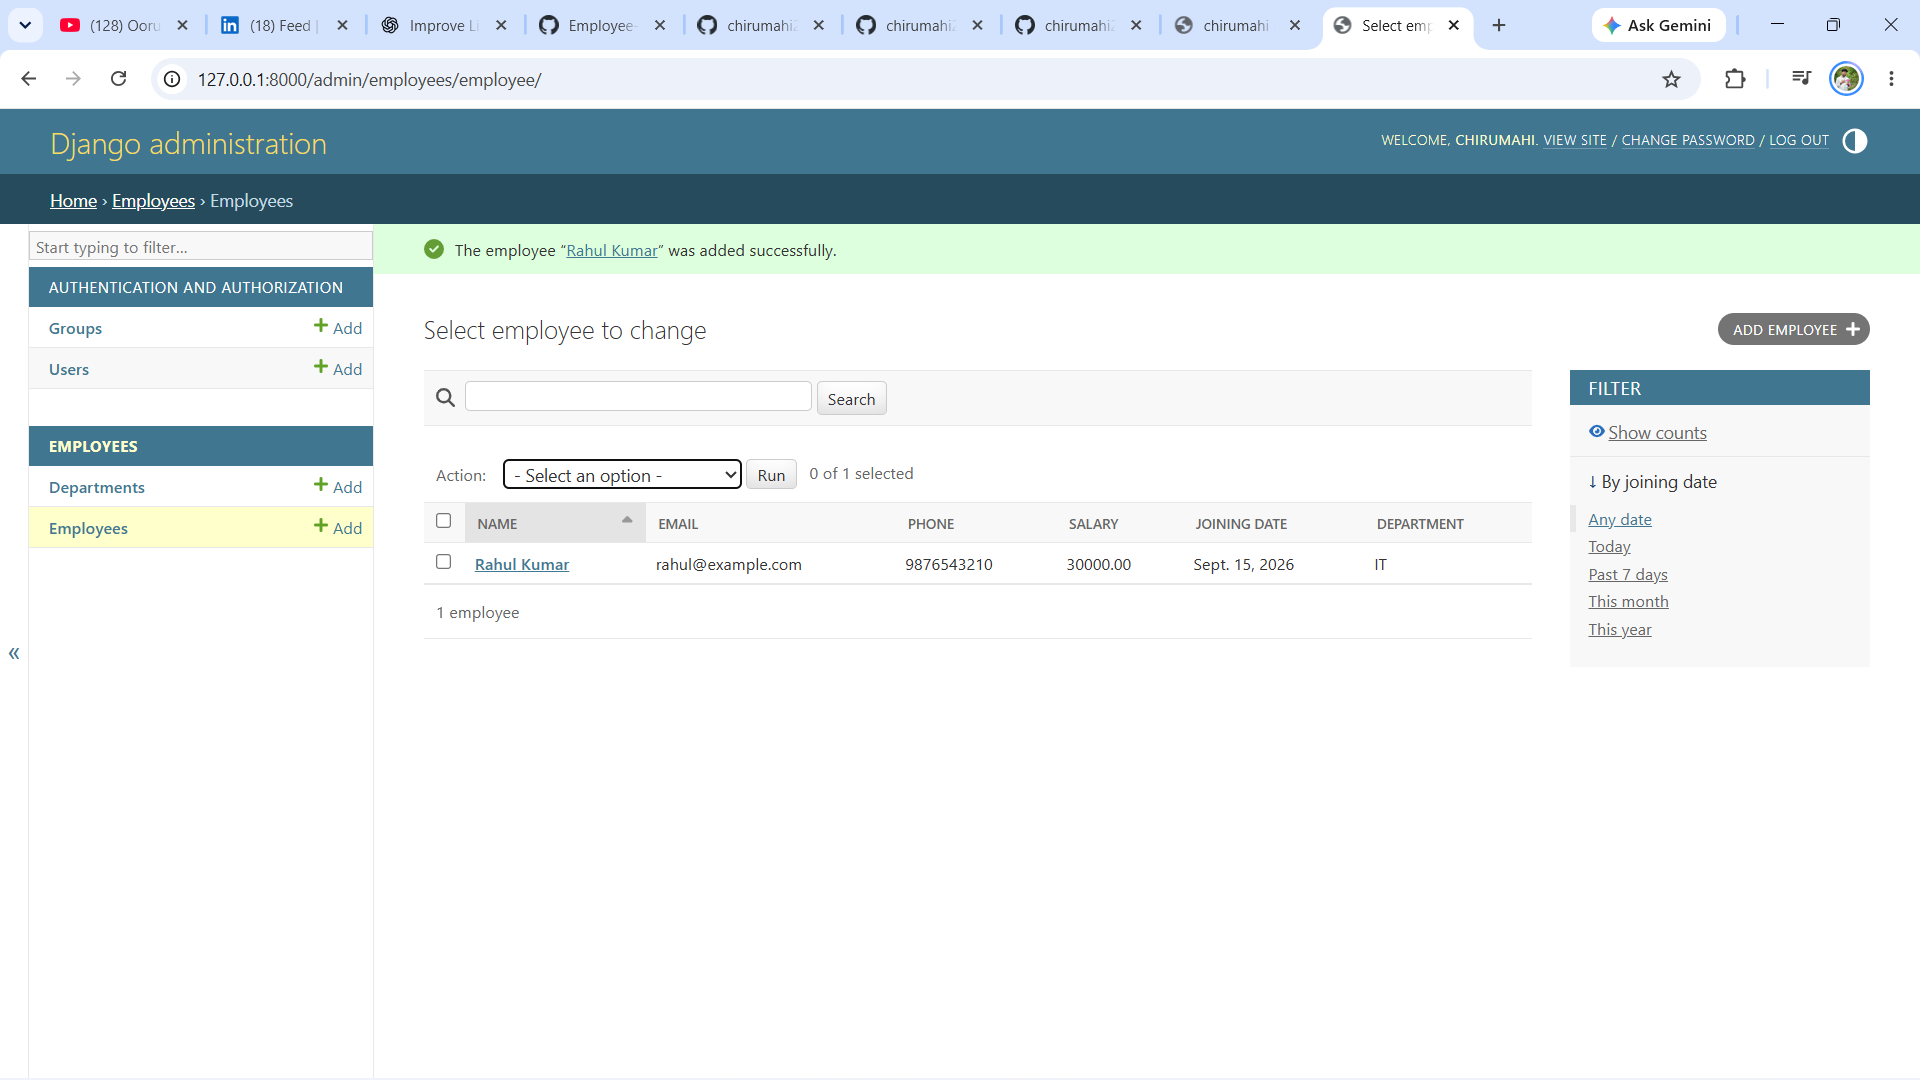 (128) Ooru
(18) Feed
Improve Li
Employee-
chirumahi2
chirumahi2
chirumahi2
chirumahi
Select emp
Ask Gemini
127.0.0.1:8000/admin/employees/employee/
Django administration
WELCOME, CHIRUMAHI. VIEW SITE / CHANGE PASSWORD / LOG OUT
Home › Employees › Employees
Start typing to filter...
The employee “Rahul Kumar” was added successfully.
AUTHENTICATION AND AUTHORIZATION
Groups
Add
Users
Add
EMPLOYEES
Departments
Add
Employees
Add
Select employee to change
ADD EMPLOYEE
Search
Action:
- Select an option -
Run
0 of 1 selected
NAME EMAIL PHONE SALARY JOINING DATE DEPARTMENT
Rahul Kumar rahul@example.com 9876543210 30000.00 Sept. 15, 2026 IT
1 employee
FILTER
Show counts
↓ By joining date
Any date
Today
Past 7 days
This month
This year
«